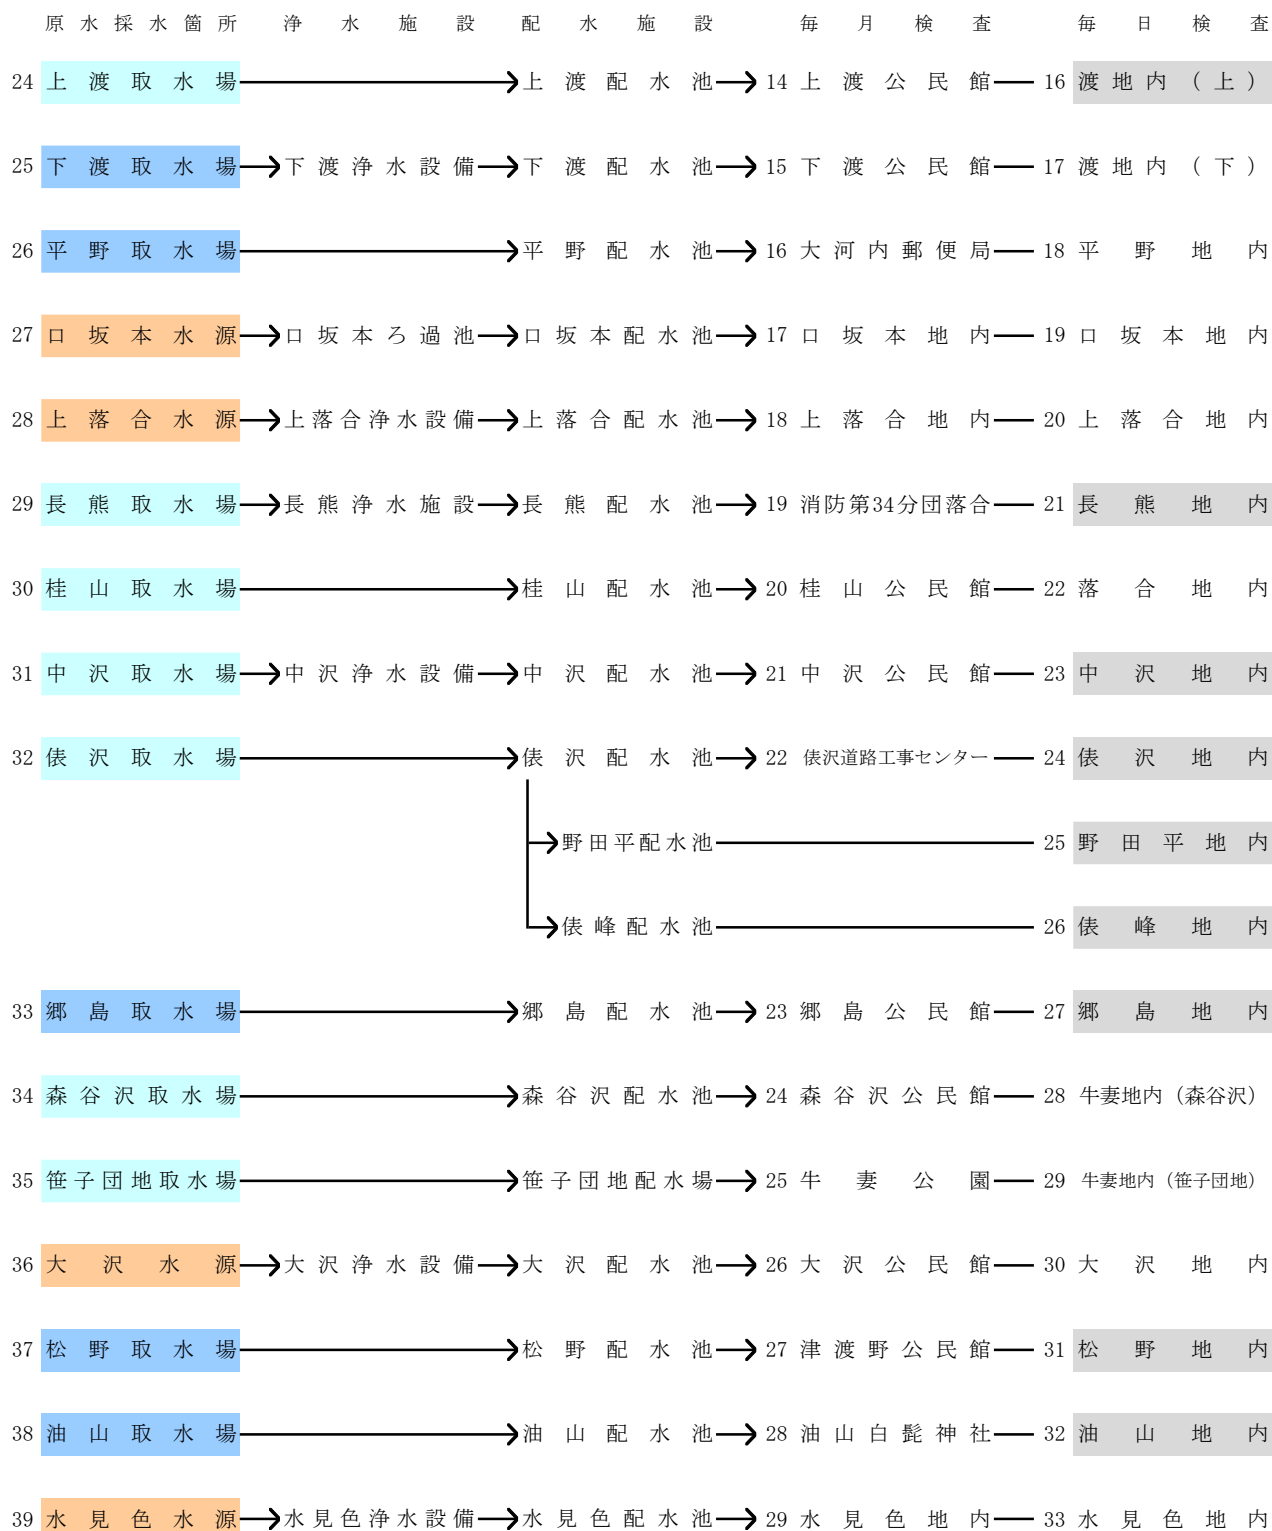 原水採水箇所 浄水施設 配水施設 毎月検査 毎日検査
24 上渡取水場 上渡配水池 14 上渡公民館 16 渡地内(上)
25 下渡取水場 下渡浄水設備 下渡配水池 15 下渡公民館 17 渡地内(下)
26 平野取水場 平野配水池 16 大河内郵便局 18 平野地内
27 口坂本水源 口坂本ろ過池 口坂本配水池 17 口坂本地内 19 口坂本地内
28 上落合水源 上落合浄水設備 上落合配水池 18 上落合地内 20 上落合地内
29 長熊取水場 長熊浄水施設 長熊配水池 19 消防第34分団落合 21 長熊地内
30 桂山取水場 桂山配水池 20 桂山公民館 22 落合地内
31 中沢取水場 中沢浄水設備 中沢配水池 21 中沢公民館 23 中沢地内
32 俵沢取水場 俵沢配水池 22 俵沢道路工事センター 24 俵沢地内
野田平配水池 25 野田平地内
俵峰配水池 26 俵峰地内
33 郷島取水場 郷島配水池 23 郷島公民館 27 郷島地内
34 森谷沢取水場 森谷沢配水池 24 森谷沢公民館 28 牛妻地内(森谷沢)
35 笹子団地取水場 笹子団地配水場 25 牛妻公園 29 牛妻地内(笹子団地)
36 大沢水源 大沢浄水設備 大沢配水池 26 大沢公民館 30 大沢地内
37 松野取水場 松野配水池 27 津渡野公民館 31 松野地内
38 油山取水場 油山配水池 28 油山白髭神社 32 油山地内
39 水見色水源 水見色浄水設備 水見色配水池 29 水見色地内 33 水見色地内